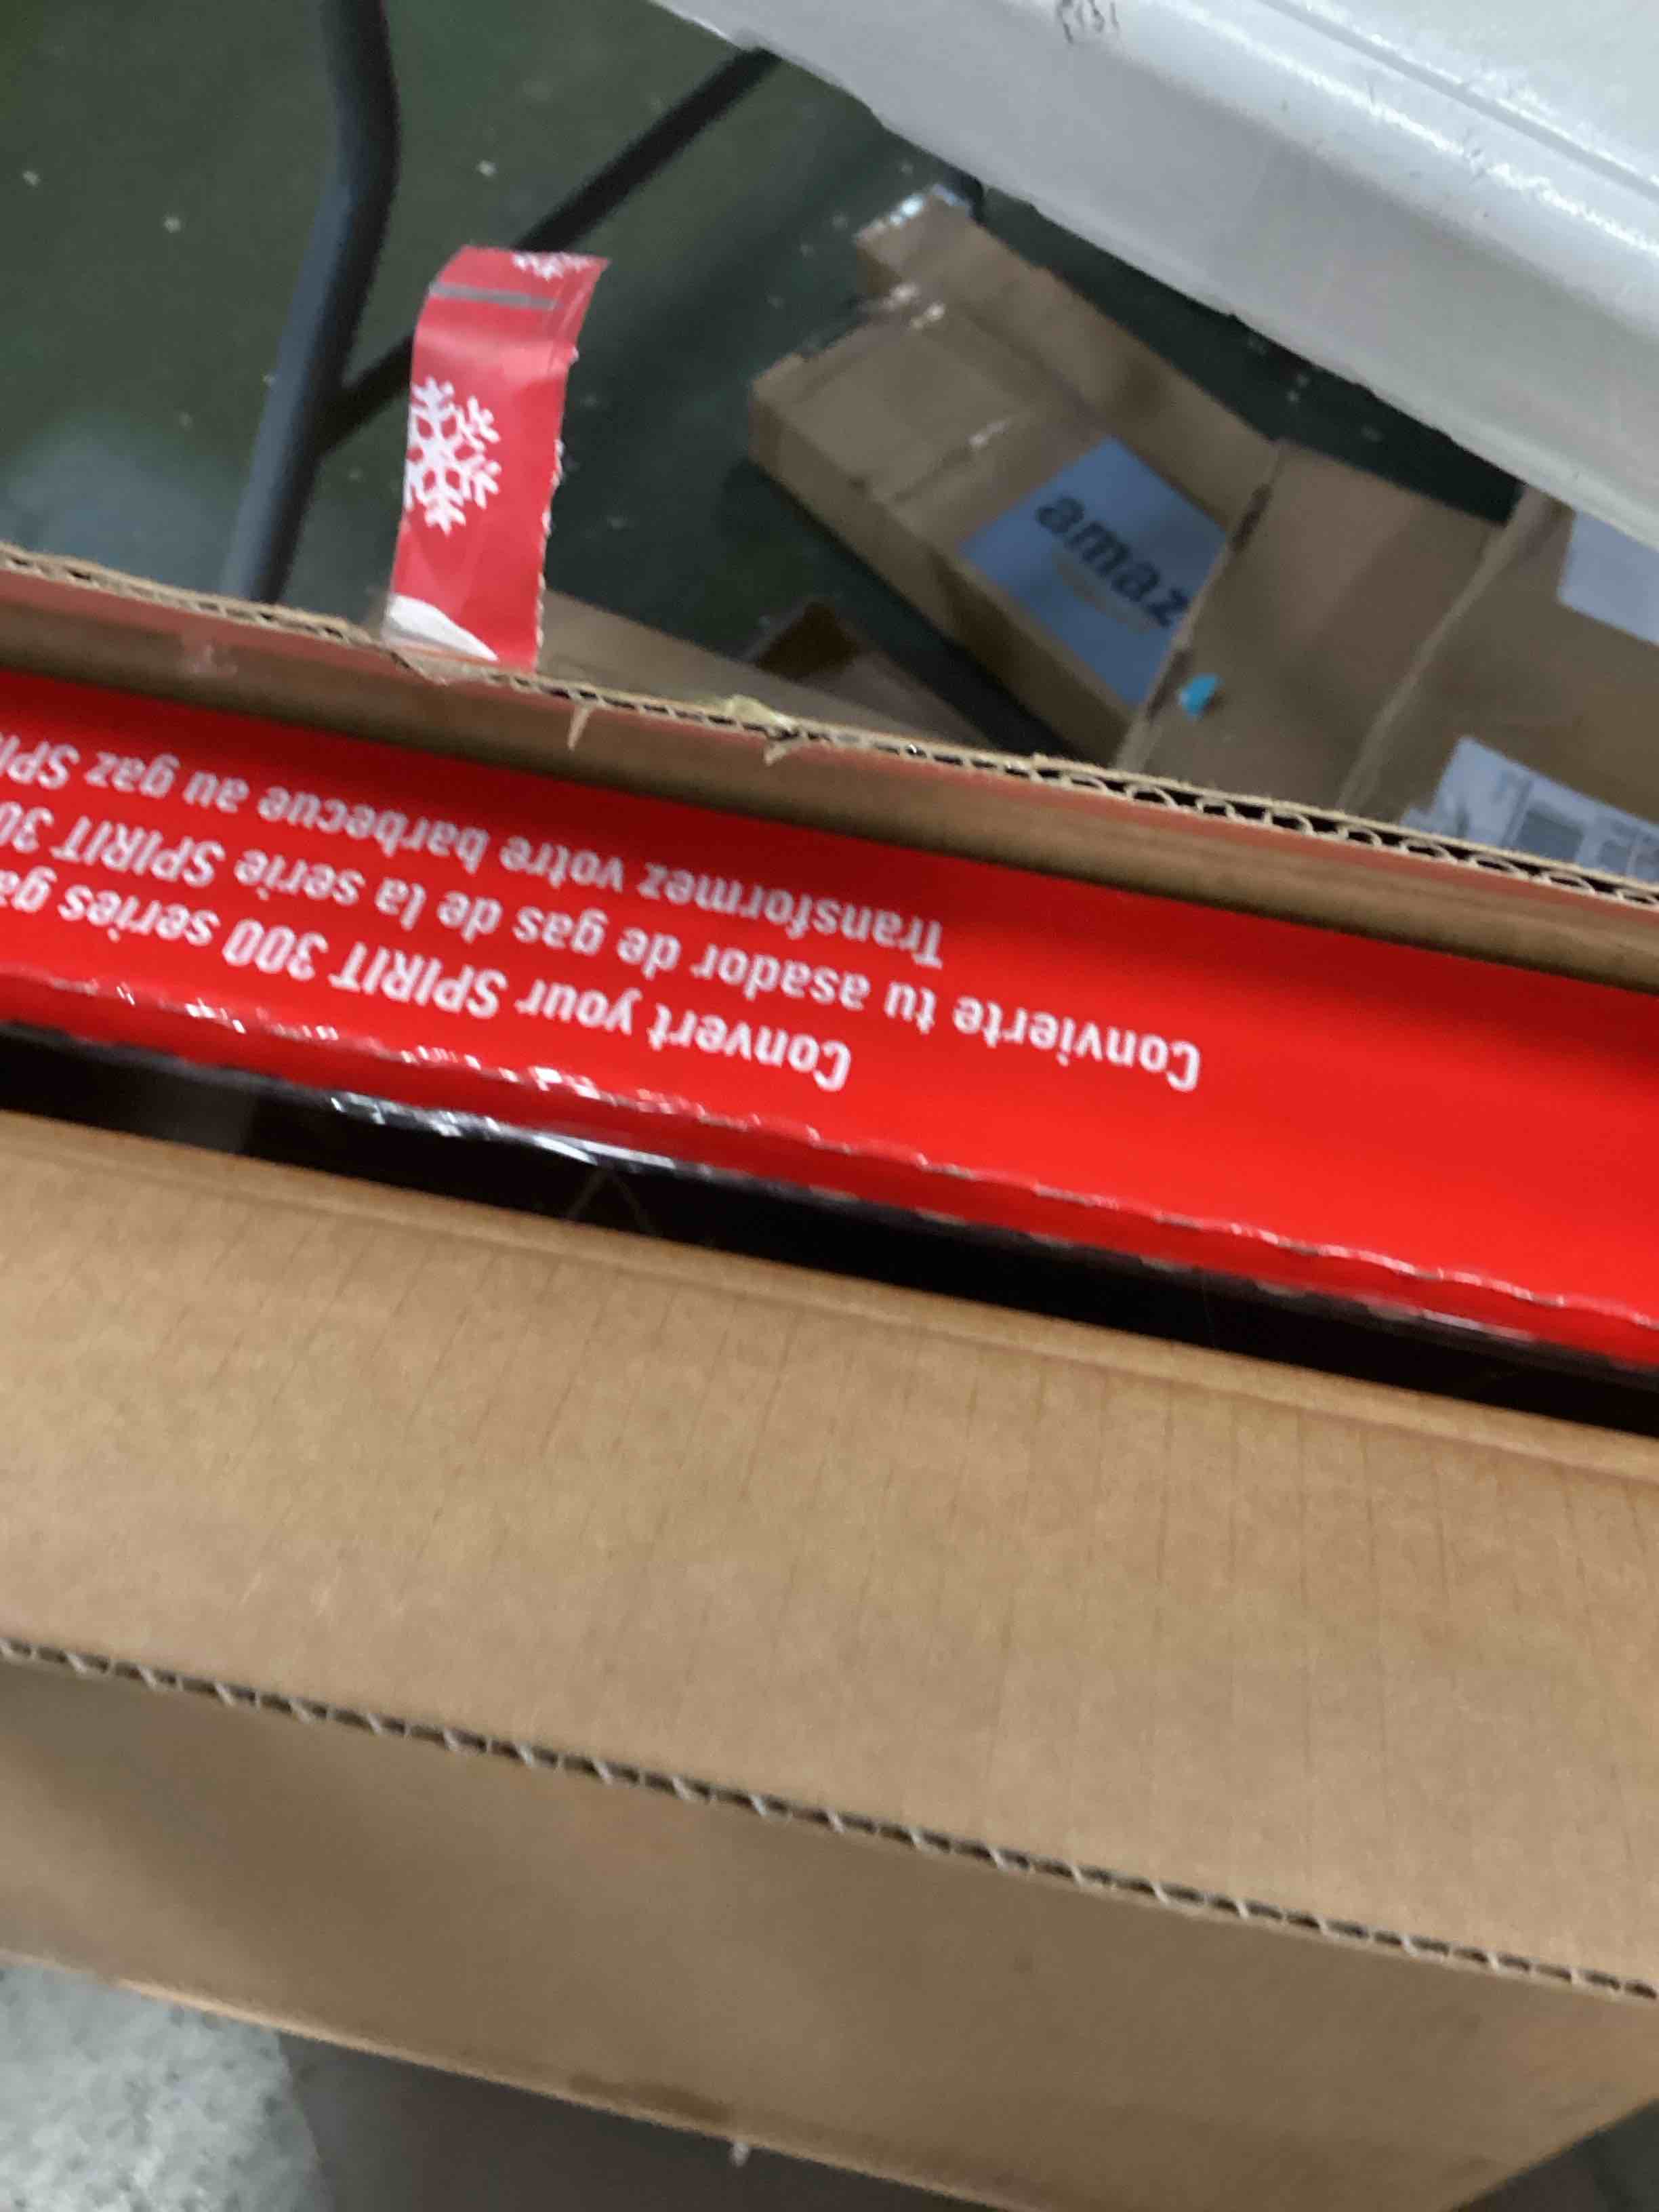 Convert your SPIRIT 300 series
Convierte tu asador de gas de la serie SPIRIT
Transformez votre barbecue au gaz
amaz